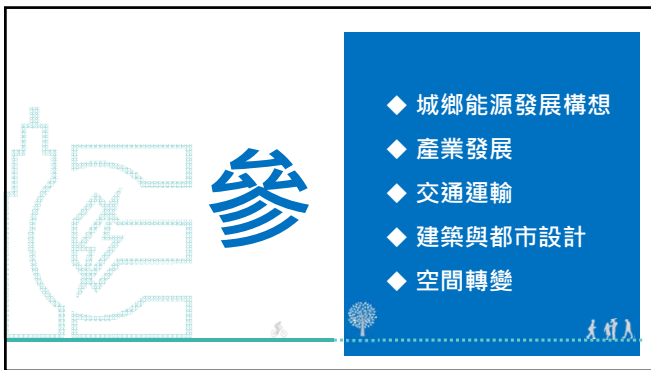 參
◆ 城鄉能源發展構想
◆ 產業發展
◆ 交通運輸
◆ 建築與都市設計
◆ 空間轉變